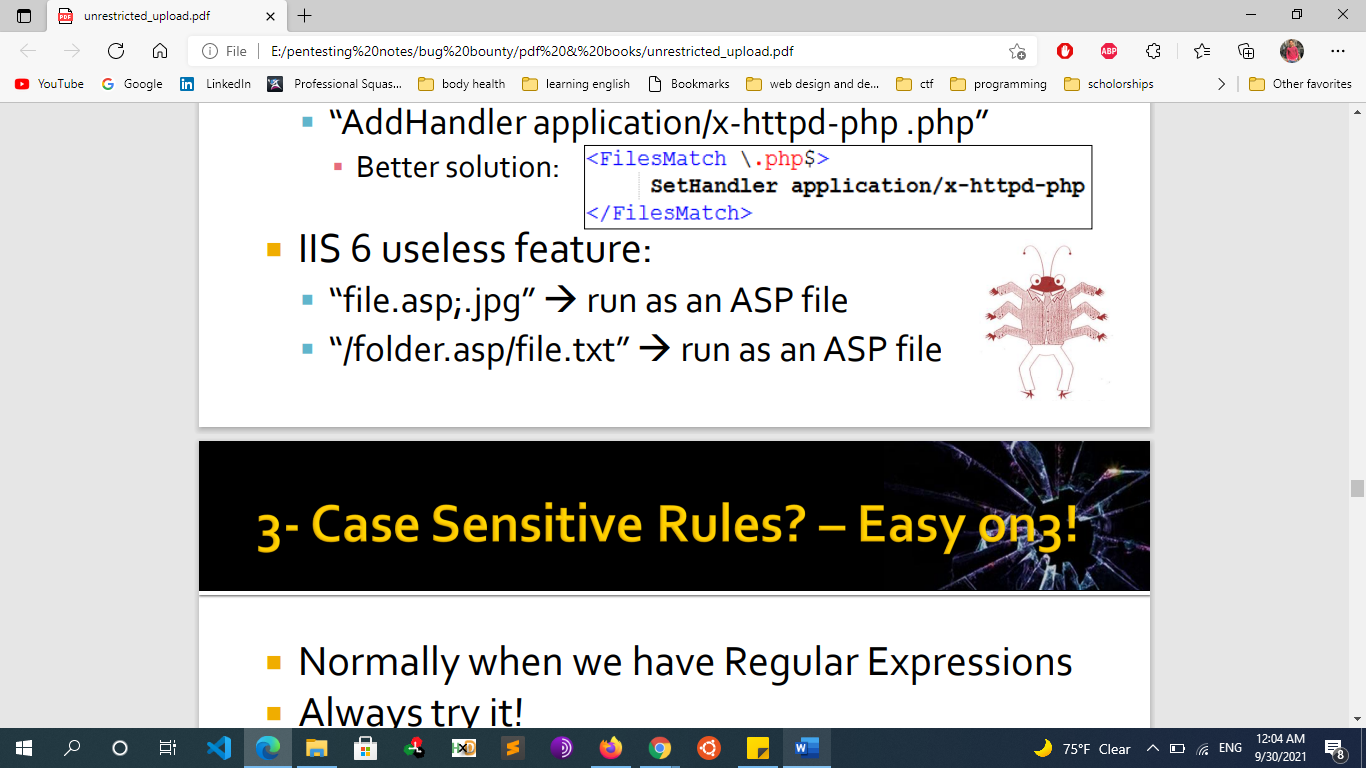 unrestricted_upload.pdf
File
E:/pentesting%20notes/bug%20bounty/pdf%20&%20books/unrestricted_upload.pdf
ABP
YouTube
Google
LinkedIn
Professional Squas...
body health
learning english
Bookmarks
web design and de...
ctf
programming
scholorships
Other favorites
“AddHandler application/x-httpd-php .php”
Better solution:
<FilesMatch \.php$>
SetHandler application/x-httpd-php
</FilesMatch>
IIS 6 useless feature:
“file.asp;.jpg” → run as an ASP file
“/folder.asp/file.txt” → run as an ASP file
3- Case Sensitive Rules? – Easy on3!
Normally when we have Regular Expressions
Always try it!
75°F Clear
ENG
12:04 AM
9/30/2021
8